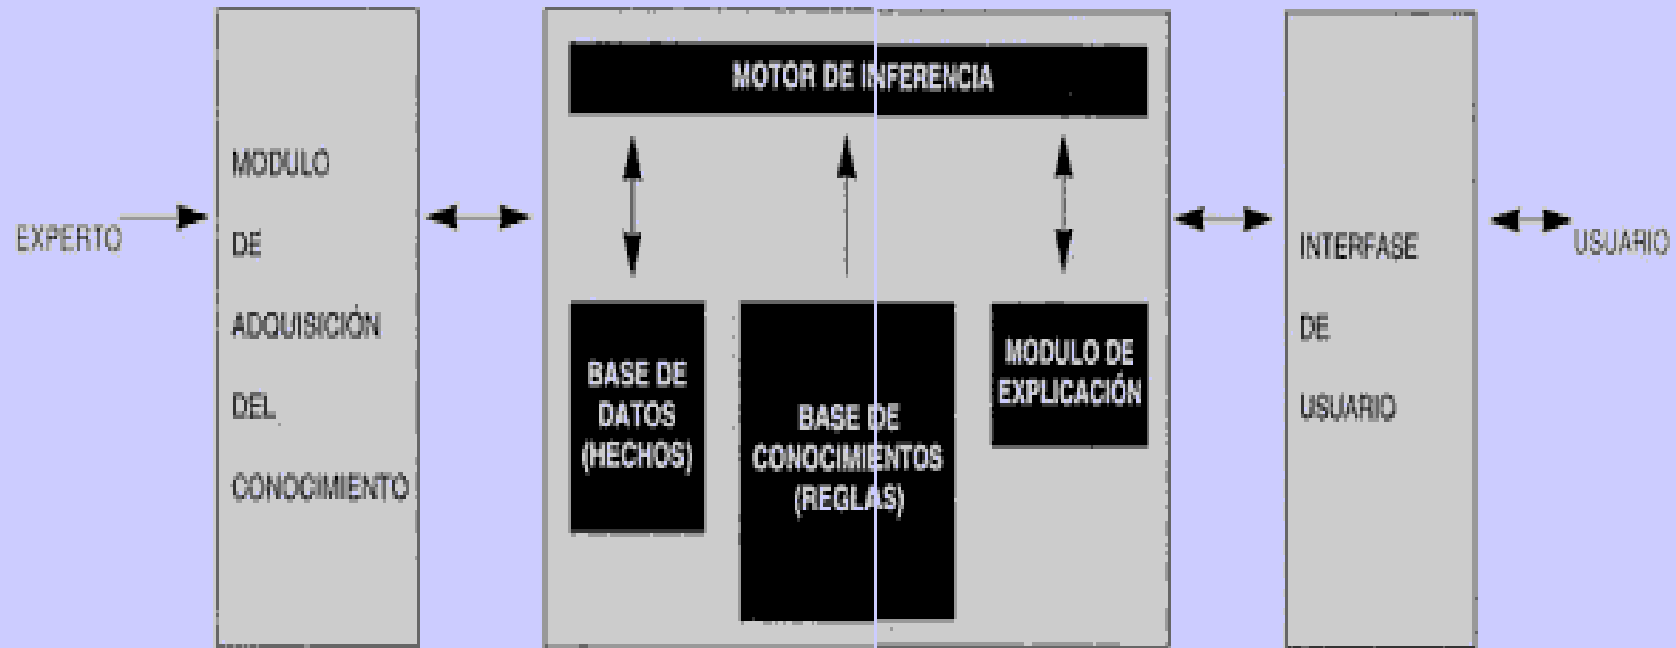 EXPERTO
MODULO
DE
ADQUISICIÓN
DEL
CONOCIMIENTO
MOTOR DE INFERENCIA
BASE DE
DATOS
(HECHOS)
BASE DE
CONOCIMIENTOS
(REGLAS)
MODULO DE
EXPLICACIÓN
INTERFASE
DE
USUARIO
USUARIO